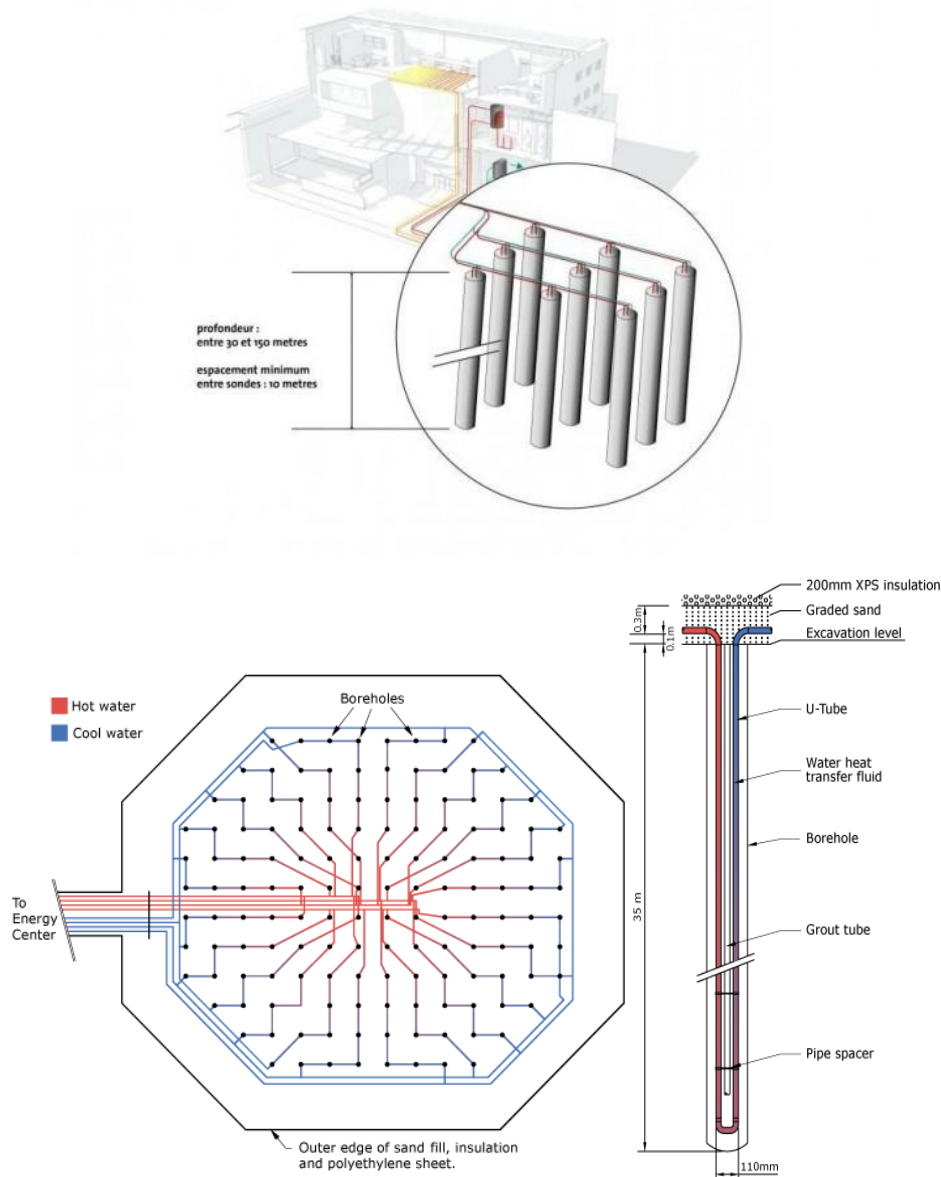 profondeur :
entre 30 et 150 metres
espacement minimum
entre sondes : 10 metres
Hot water
Cool water
Boreholes
To
Energy
Center
Outer edge of sand fill, insulation
and polyethylene sheet.
200mm XPS insulation
Graded sand
Excavation level
0.3m
0.1m
U-Tube
Water heat
transfer fluid
Borehole
35 m
Grout tube
Pipe spacer
110mm